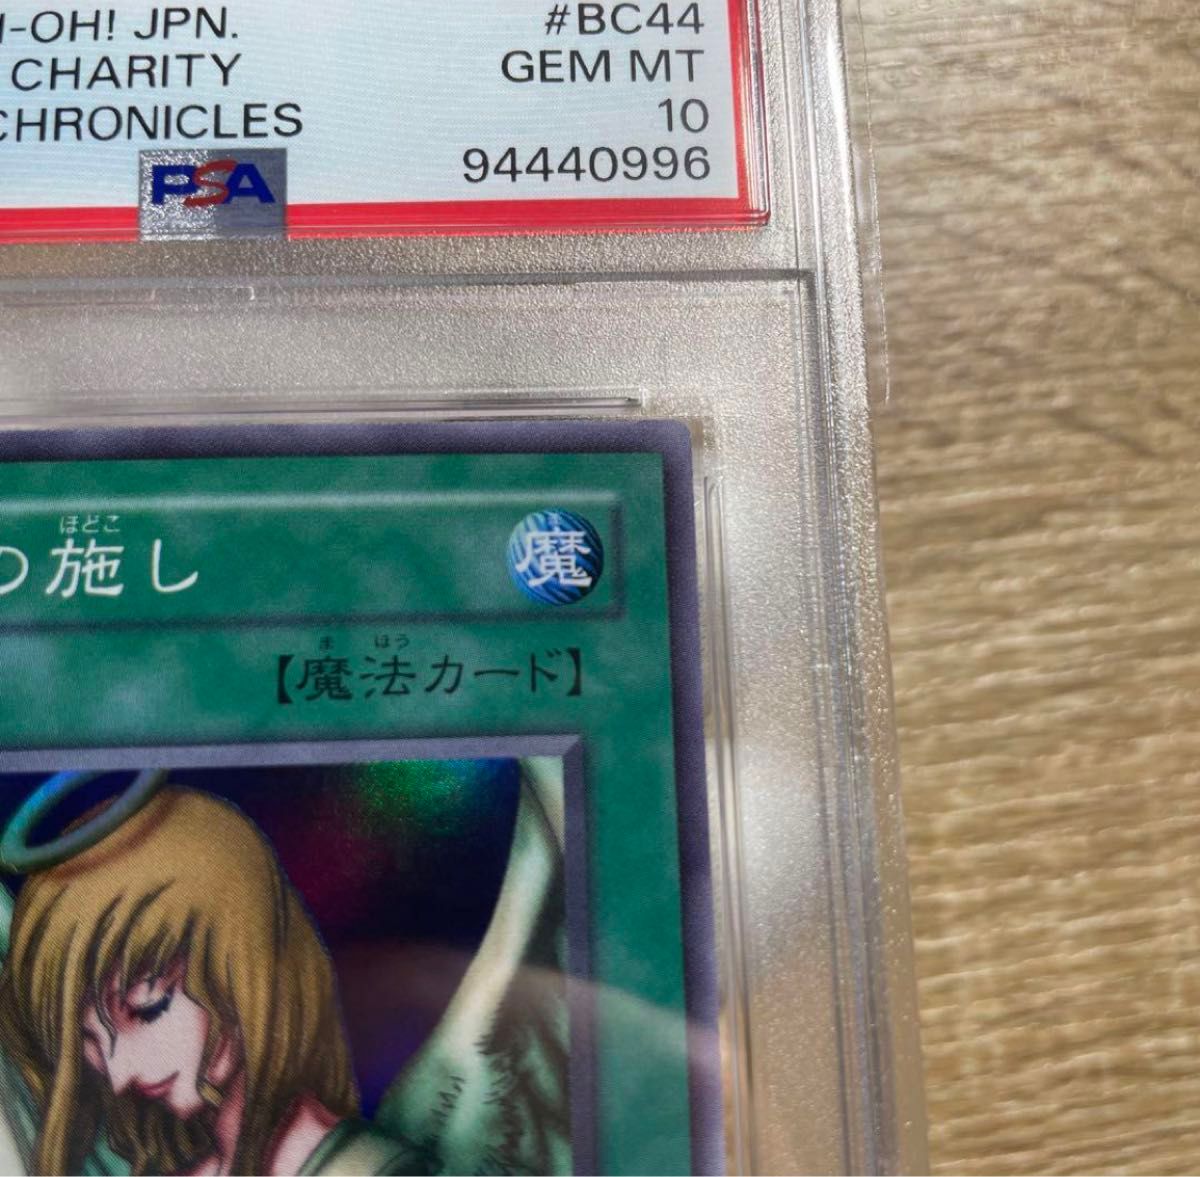 -OH! JPN.
#BC44
CHARITY
GEM MT
CHRONICLES
10
PSA
94440996
ほどこ
の施し
ま
魔
ま ほう
【魔法カード】